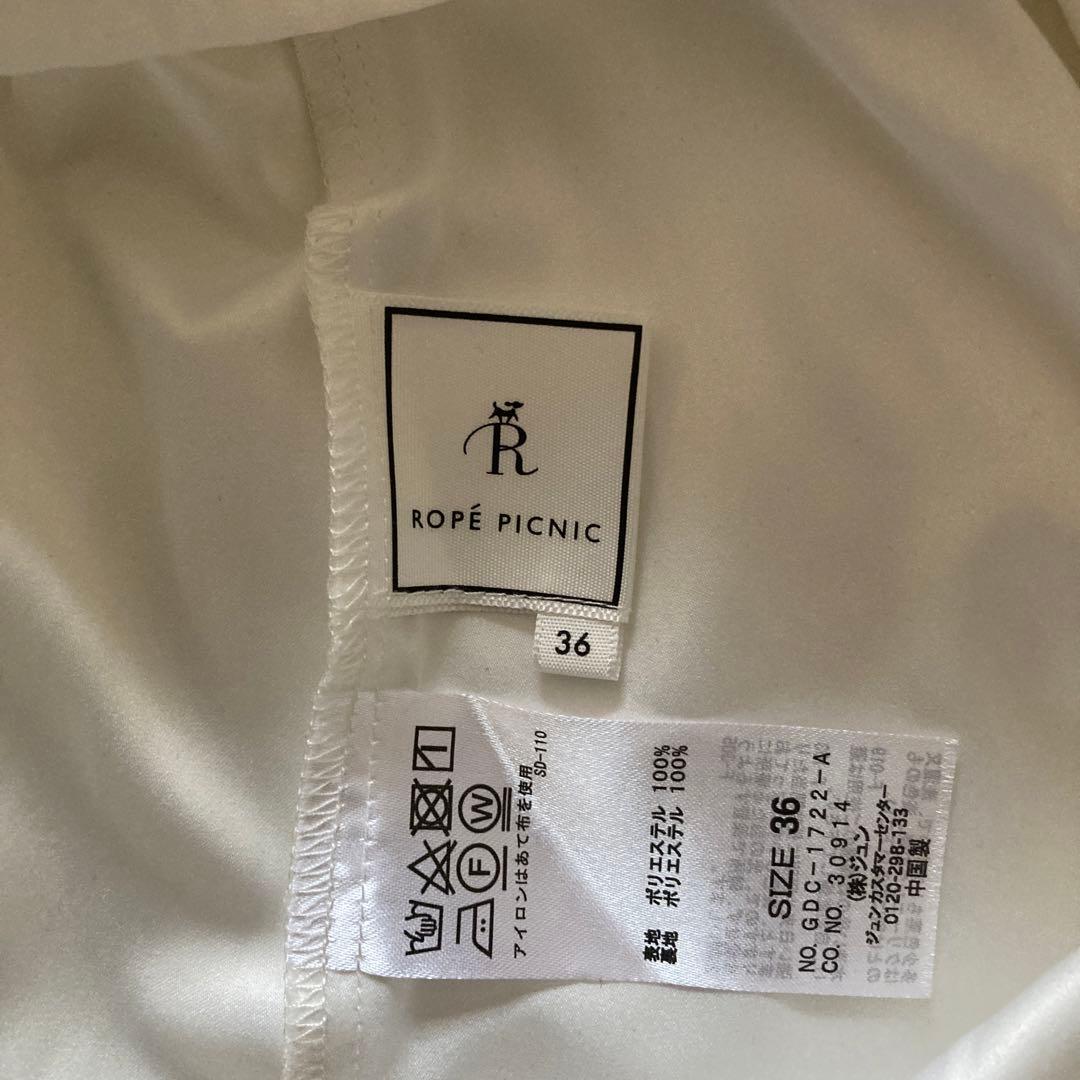 R
ROPÉ PICNIC
36
F
W
アイロンはあて布を使用
SD-110
表地 ポリエステル 100%
裏地 ポリエステル 100%
SIZE 36
NO. GDC-1722-A
CO. NO. 30914
(株)ジュン
ジュンカスタマーセンター
0120-298-133
中国製